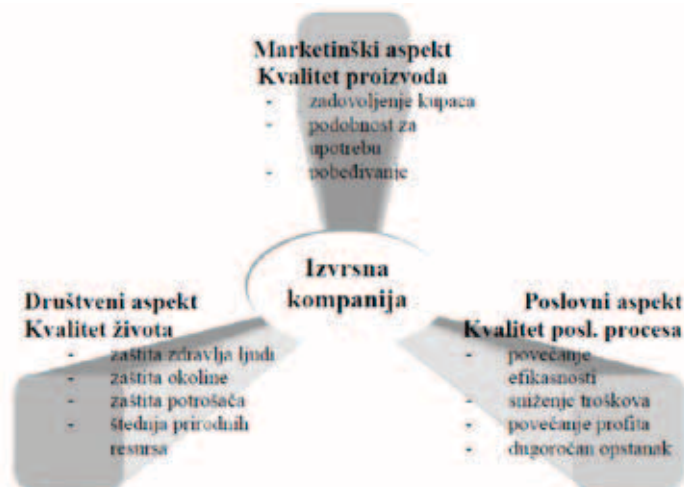 Marketinški aspekt
Kvalitet proizvoda
- zadovoljenje kupaca
- podobnost za
upotrebu
- pobeđivanje
Izvrsna
kompanija
Društveni aspekt
Kvalitet života
- zaštita zdravlja ljudi
- zaštita okoline
- zaštita potrošača
- štednja prirodnih
resursa
Poslovni aspekt
Kvalitet posl. procesa
- povećanje
efikasnosti
- sniženje troškova
- povećanje profita
- dugoročan opstanak